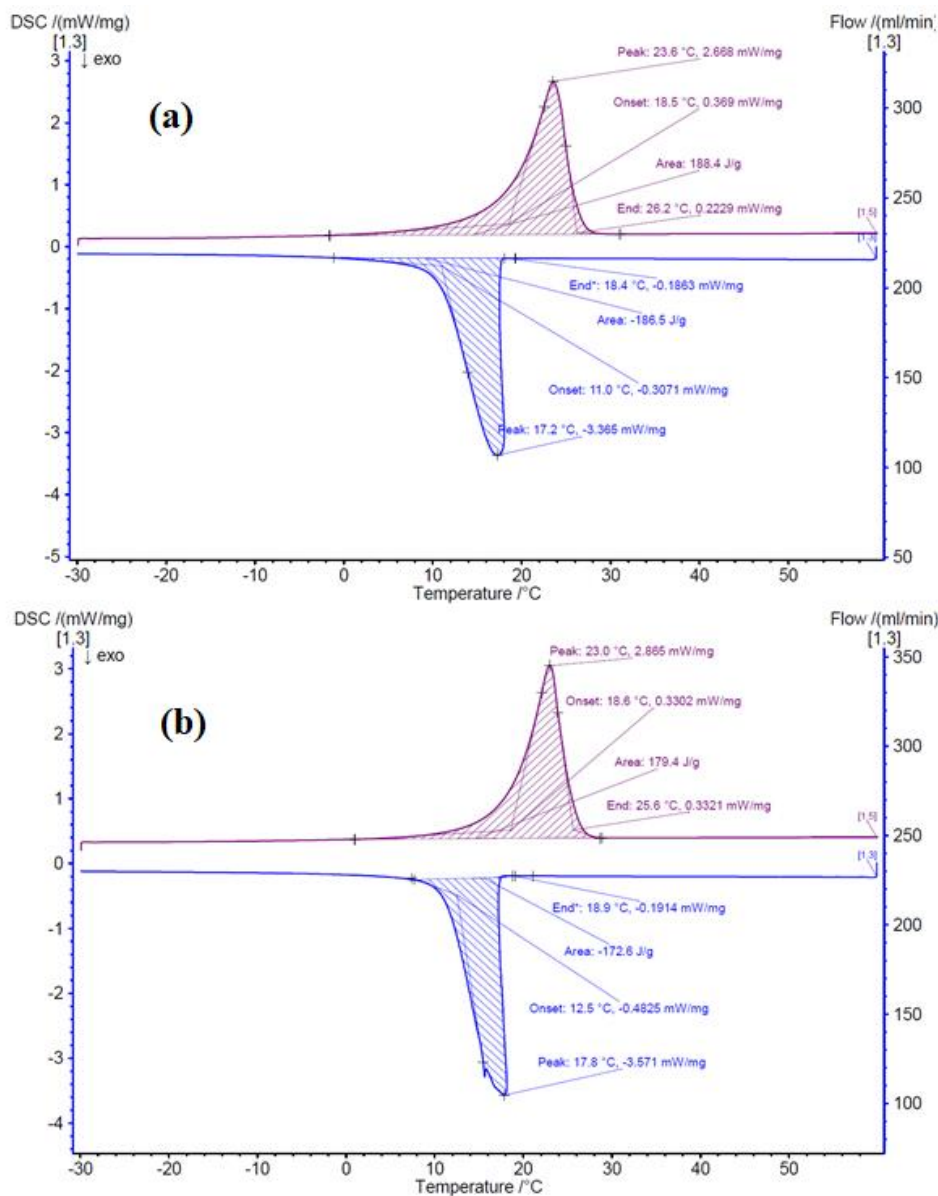 DSC /(mW/mg)
[1.3]
↓ exo
Flow /(ml/min)
[1.3]
(a)
Peak: 23.6 °C, 2.668 mW/mg
Onset: 18.5 °C, 0.369 mW/mg
Area: 188.4 J/g
End: 26.2 °C, 0.2229 mW/mg
[1.5]
[1.3]
End*: 18.4 °C, -0.1863 mW/mg
Area: -186.5 J/g
Onset: 11.0 °C, -0.3071 mW/mg
Peak: 17.2 °C, -3.365 mW/mg
3
2
1
0
-1
-2
-3
-4
-5
300
250
200
150
100
50
-30 -20 -10 0 10 20 30 40 50
Temperature /°C
DSC /(mW/mg)
[1.3]
↓ exo
Flow /(ml/min)
[1.3]
(b)
Peak: 23.0 °C, 2.865 mW/mg
Onset: 18.6 °C, 0.3302 mW/mg
Area: 179.4 J/g
End: 25.6 °C, 0.3321 mW/mg
[1.5]
[1.3]
End*: 18.9 °C, -0.1914 mW/mg
Area: -172.6 J/g
Onset: 12.5 °C, -0.4825 mW/mg
Peak: 17.8 °C, -3.571 mW/mg
3
2
1
0
-1
-2
-3
-4
350
300
250
200
150
100
-30 -20 -10 0 10 20 30 40 50
Temperature /°C